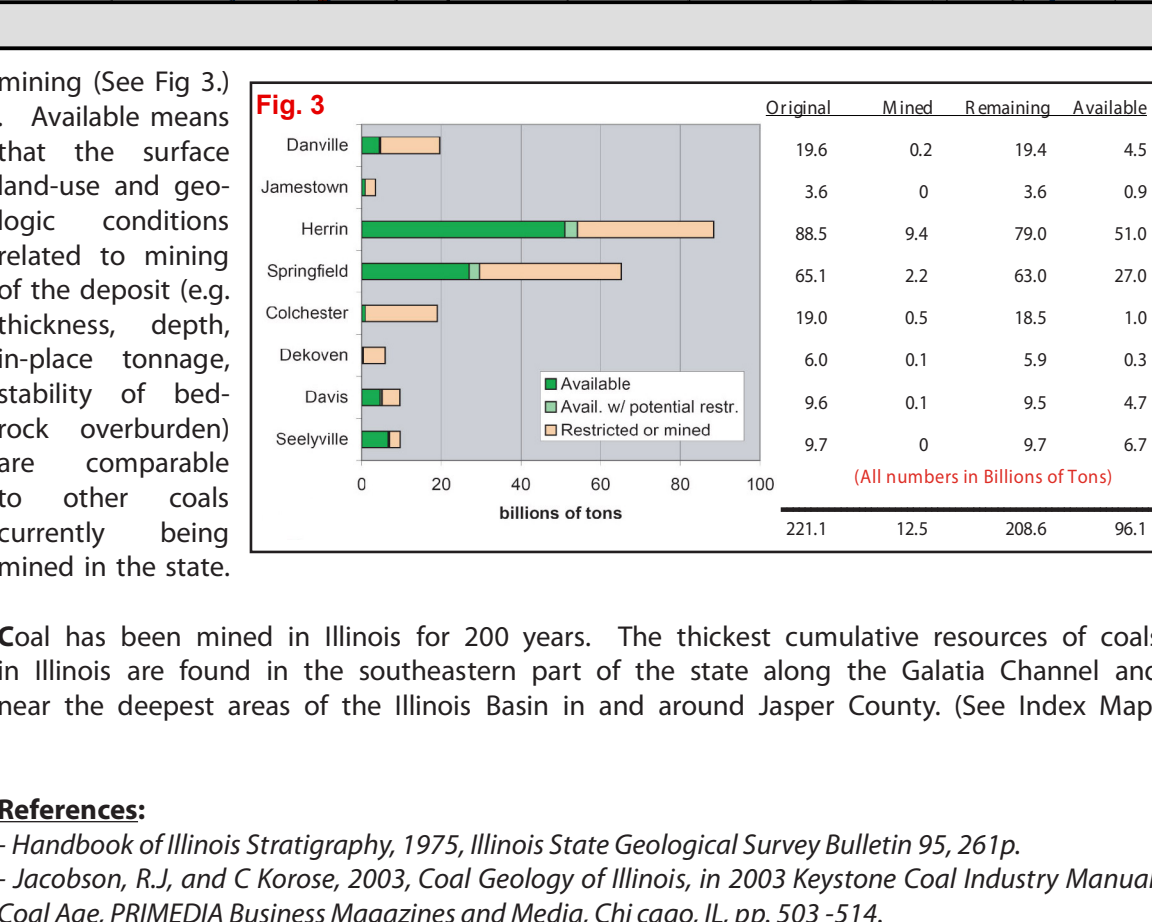 mining (See Fig 3.)
. Available means
that the surface
land-use and geo-
logic conditions
related to mining
of the deposit (e.g.
thickness, depth,
in-place tonnage,
stability of bed-
rock overburden)
are comparable
to other coals
currently being
mined in the state.
Fig. 3
Original Mined Remaining Available
Danville 19.6 0.2 19.4 4.5
Jamestown 3.6 0 3.6 0.9
Herrin 88.5 9.4 79.0 51.0
Springfield 65.1 2.2 63.0 27.0
Colchester 19.0 0.5 18.5 1.0
Dekoven 6.0 0.1 5.9 0.3
Davis 9.6 0.1 9.5 4.7
Seelyville 9.7 0 9.7 6.7
Available
Avail. w/ potential restr.
Restricted or mined
0 20 40 60 80 100
billions of tons
(All numbers in Billions of Tons)
221.1 12.5 208.6 96.1
Coal has been mined in Illinois for 200 years. The thickest cumulative resources of coals
in Illinois are found in the southeastern part of the state along the Galatia Channel and
near the deepest areas of the Illinois Basin in and around Jasper County. (See Index Map
References:
- Handbook of Illinois Stratigraphy, 1975, Illinois State Geological Survey Bulletin 95, 261p.
- Jacobson, R.J, and C Korose, 2003, Coal Geology of Illinois, in 2003 Keystone Coal Industry Manual
Coal Age, PRIMEDIA Business Magazines and Media, Chi cago, IL, pp. 503 -514.